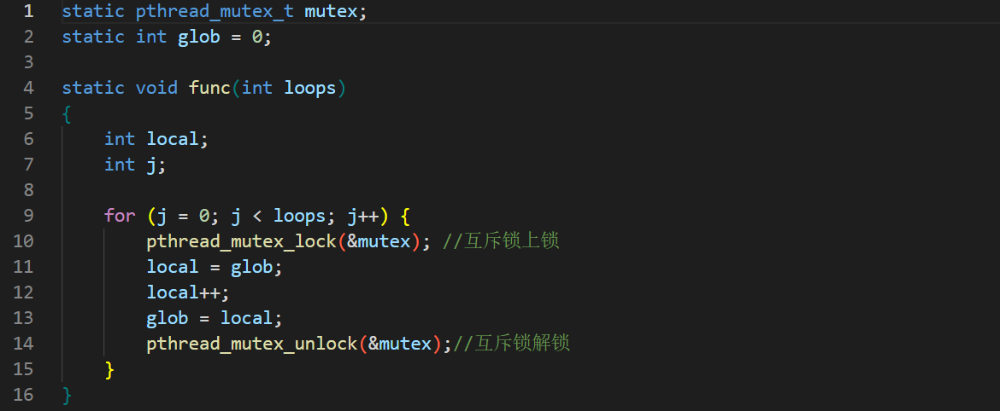 1 static pthread_mutex_t mutex;
2 static int glob = 0;
3
4 static void func(int loops)
5 {
6     int local;
7     int j;
8
9     for (j = 0; j < loops; j++) {
10         pthread_mutex_lock(&mutex); //互斥锁上锁
11         local = glob;
12         local++;
13         glob = local;
14         pthread_mutex_unlock(&mutex);//互斥锁解锁
15     }
16 }